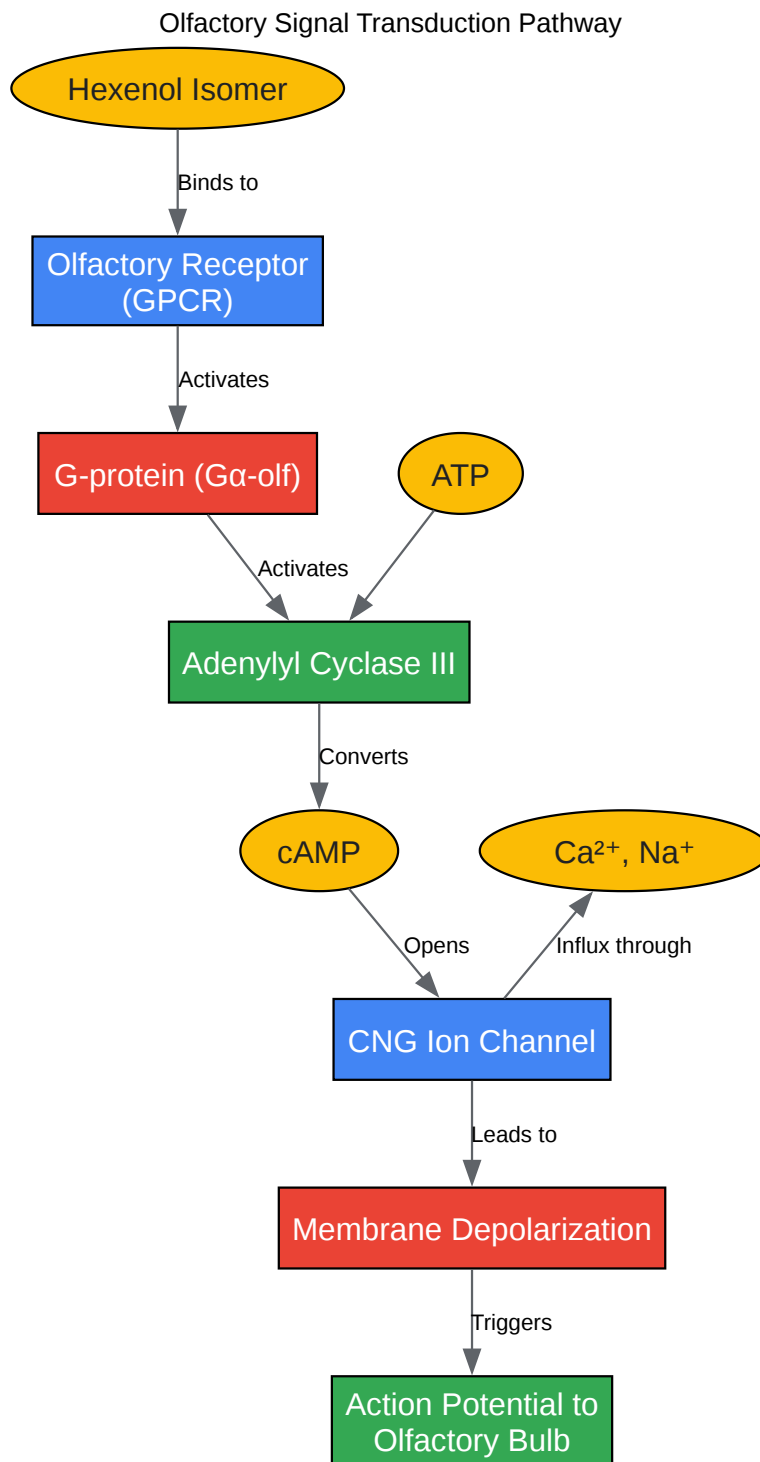 Olfactory Signal Transduction Pathway
Hexenol Isomer
Binds to
Olfactory Receptor
(GPCR)
Activates
G-protein (Gα-olf)
ATP
Activates
Adenylyl Cyclase III
Converts
cAMP
Ca²⁺, Na⁺
Opens
Influx through
CNG Ion Channel
Leads to
Membrane Depolarization
Triggers
Action Potential to
Olfactory Bulb